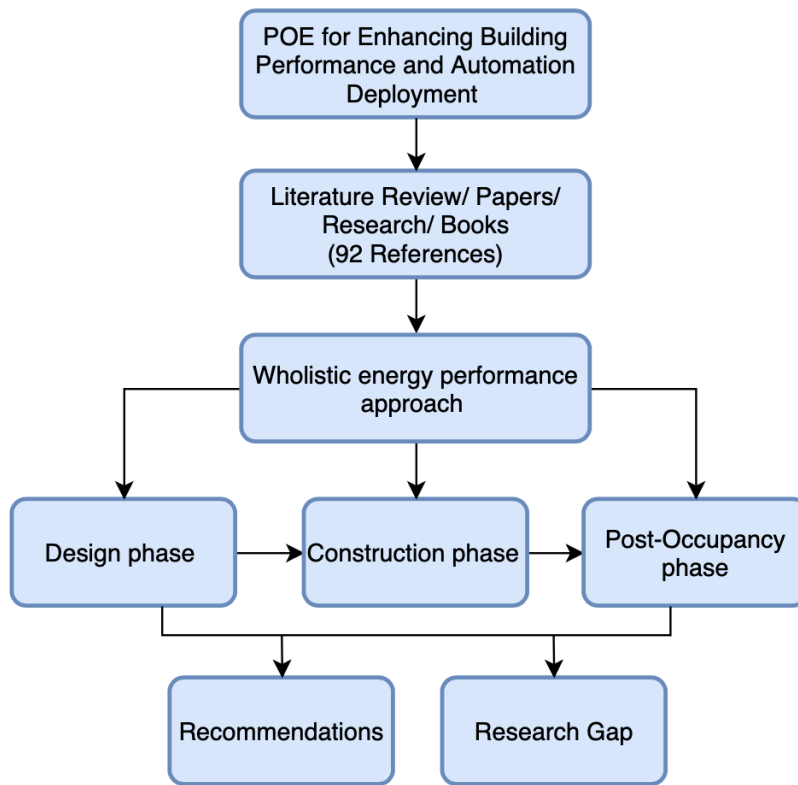 POE for Enhancing Building
Performance and Automation
Deployment
Literature Review/ Papers/
Research/ Books
(92 References)
Wholistic energy performance
approach
Design phase
Construction phase
Post-Occupancy
phase
Recommendations
Research Gap